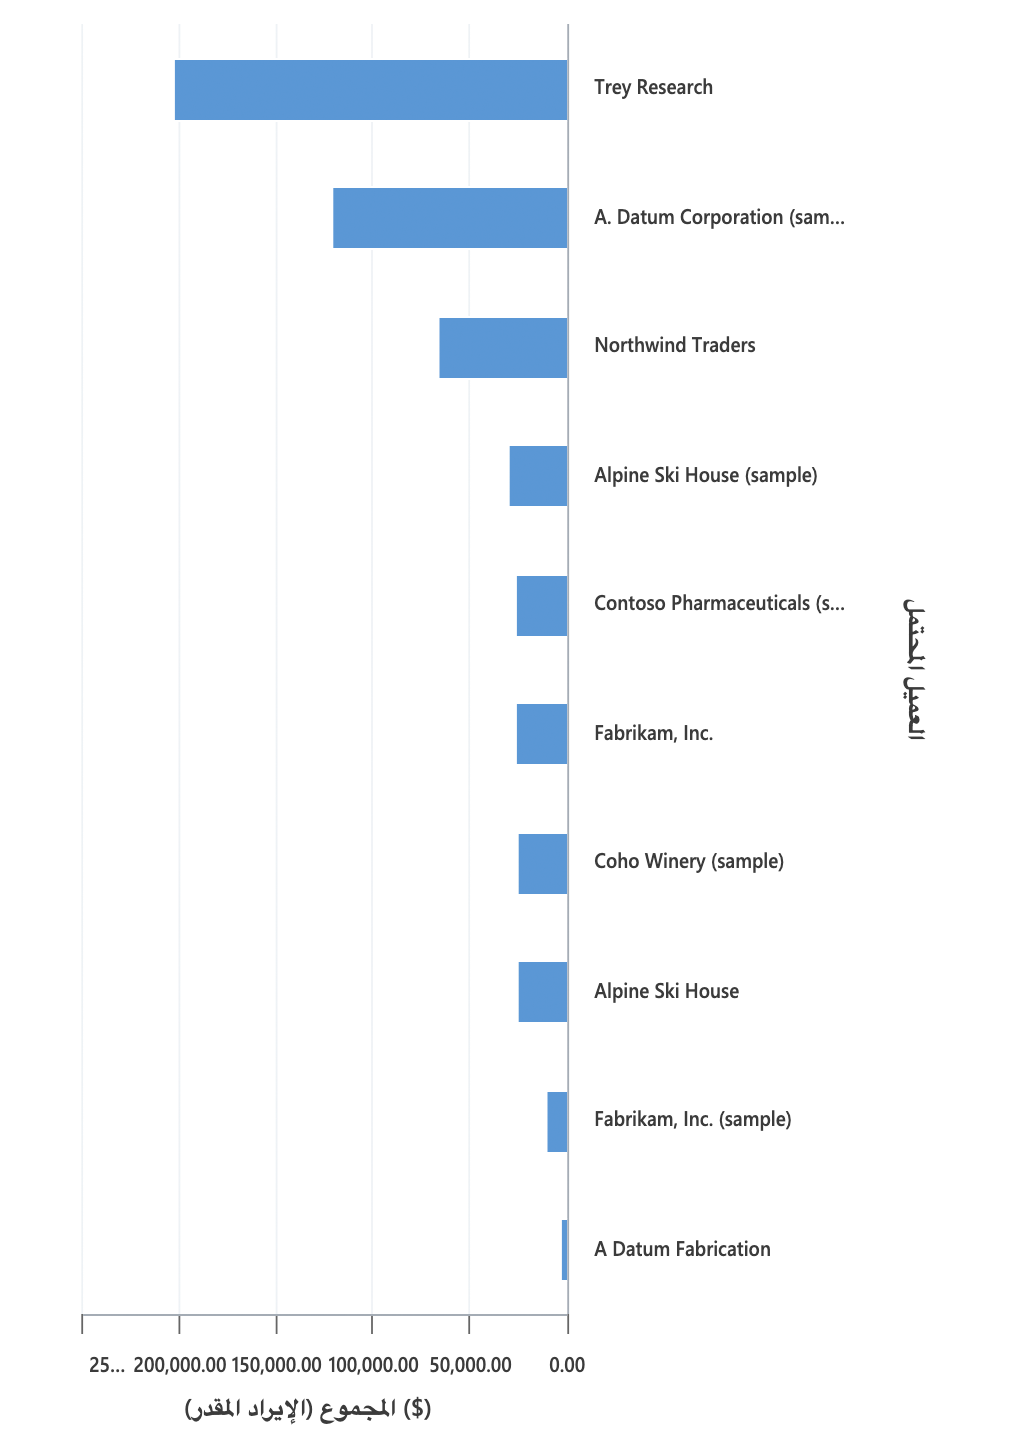 Trey Research
A. Datum Corporation (sam...
Northwind Traders
Alpine Ski House (sample)
Contoso Pharmaceuticals (s...
Fabrikam, Inc.
Coho Winery (sample)
Alpine Ski House
Fabrikam, Inc. (sample)
A Datum Fabrication
العميل المحتمل
25... 200,000.00 150,000.00 100,000.00 50,000.00 0.00
($) المجموع (الإيراد المقدر)